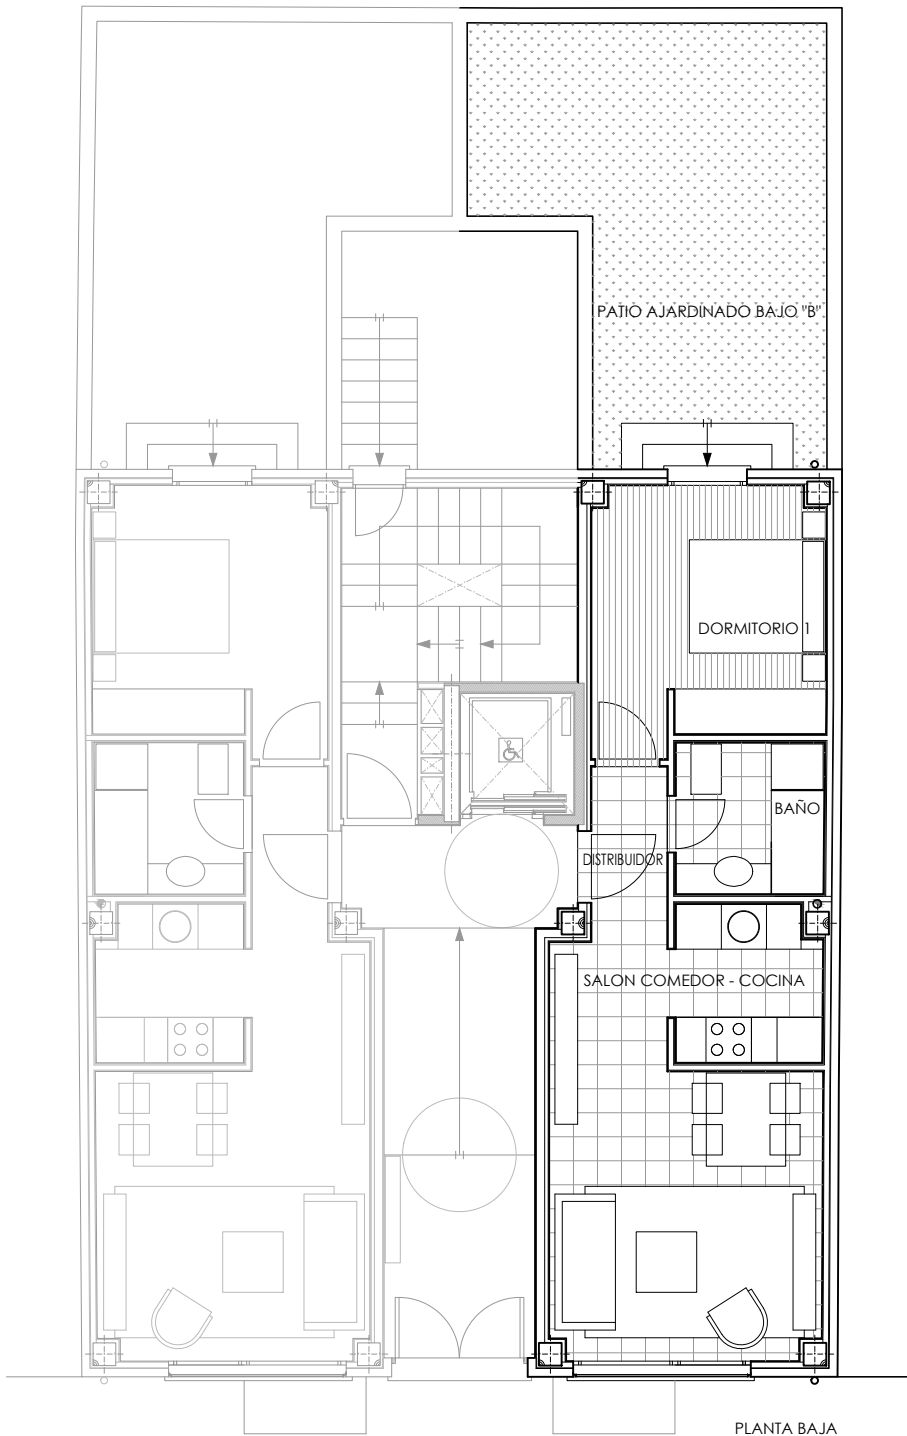 PATIO AJARDINADO BAJO "B"
DORMITORIO 1
BAÑO
DISTRIBUIDOR
SALON COMEDOR - COCINA
PLANTA BAJA